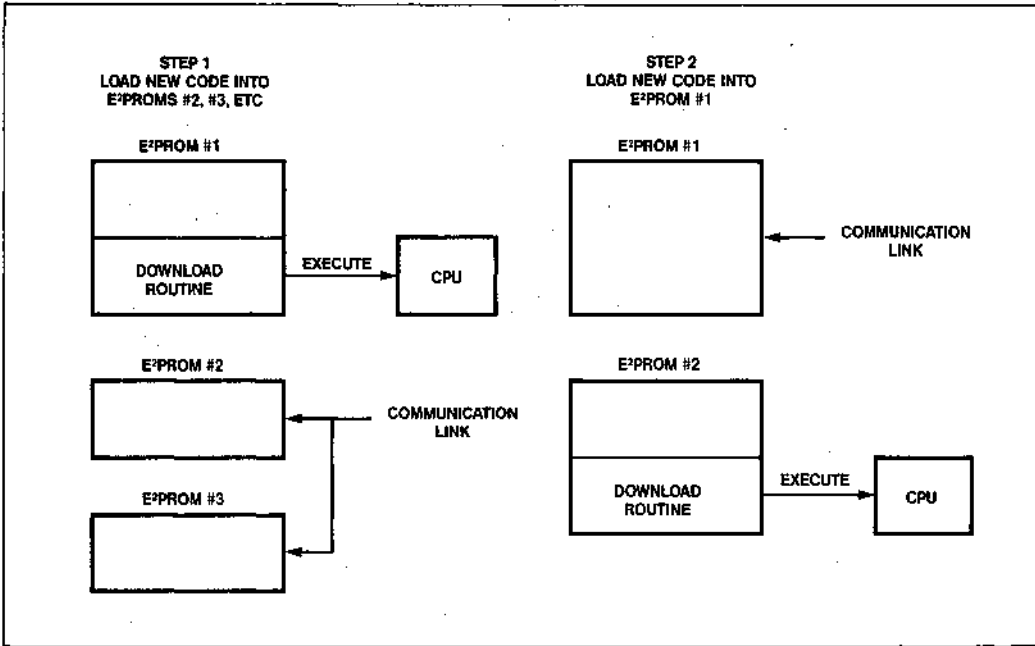 STEP 1
LOAD NEW CODE INTO
E²PROMS #2, #3, ETC
E²PROM #1
DOWNLOAD
ROUTINE
EXECUTE
CPU
E²PROM #2
COMMUNICATION
LINK
E²PROM #3
STEP 2
LOAD NEW CODE INTO
E²PROM #1
E²PROM #1
COMMUNICATION
LINK
E²PROM #2
DOWNLOAD
ROUTINE
EXECUTE
CPU